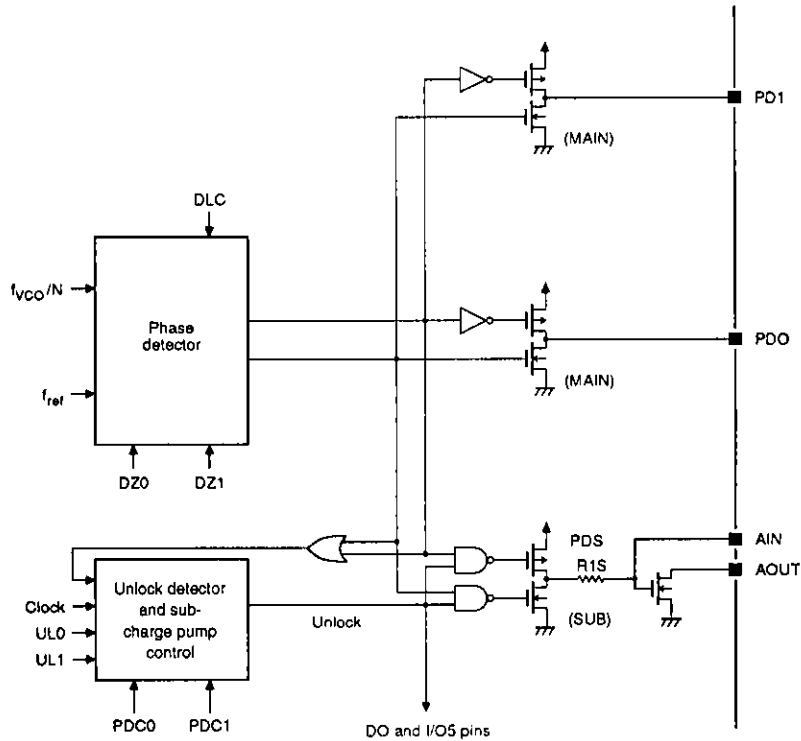 PD1
(MAIN)
DLC
fVCO/N
Phase
detector
PDO
(MAIN)
fref
DZ0
DZ1
AIN
PDS
R1S
AOUT
Unlock detector
and sub-
charge pump
control
Clock
UL0
UL1
Unlock
(SUB)
PDC0
PDC1
DO and I/O5 pins